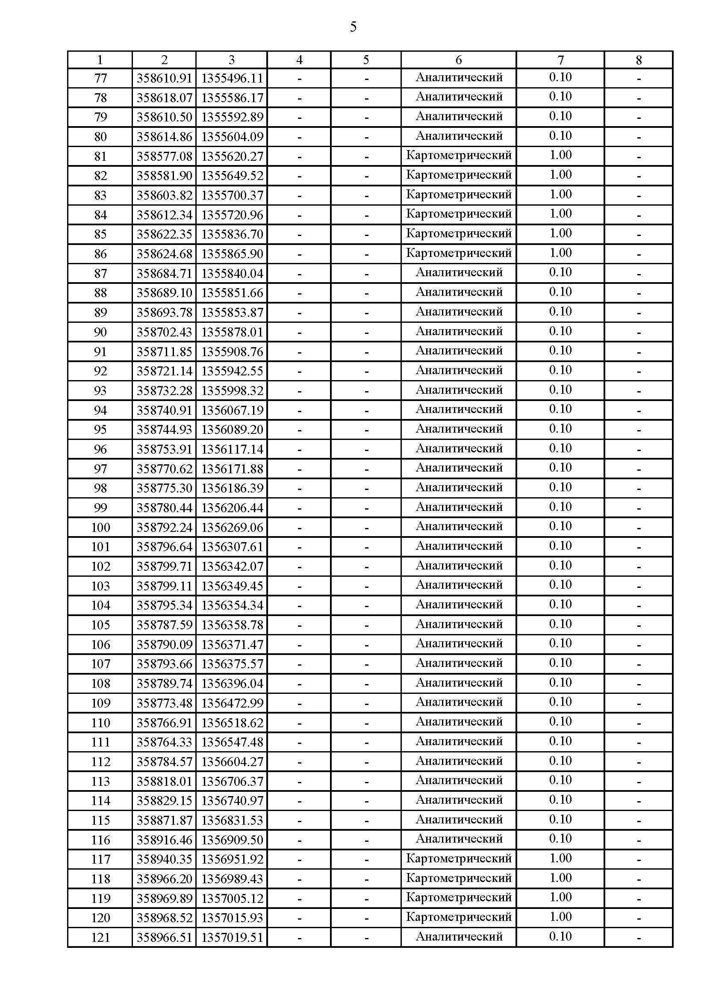 5
1 2 3 4 5 6 7 8
77 358610.91 1355496.11 - - Аналитический 0.10 -
78 358618.07 1355586.17 - - Аналитический 0.10 -
79 358610.50 1355592.89 - - Аналитический 0.10 -
80 358614.86 1355604.09 - - Аналитический 0.10 -
81 358577.08 1355620.27 - - Картометрический 1.00 -
82 358581.90 1355649.52 - - Картометрический 1.00 -
83 358603.82 1355700.37 - - Картометрический 1.00 -
84 358612.34 1355720.96 - - Картометрический 1.00 -
85 358622.35 1355836.70 - - Картометрический 1.00 -
86 358624.68 1355865.90 - - Картометрический 1.00 -
87 358684.71 1355840.04 - - Аналитический 0.10 -
88 358689.10 1355851.66 - - Аналитический 0.10 -
89 358693.78 1355853.87 - - Аналитический 0.10 -
90 358702.43 1355878.01 - - Аналитический 0.10 -
91 358711.85 1355908.76 - - Аналитический 0.10 -
92 358721.14 1355942.55 - - Аналитический 0.10 -
93 358732.28 1355998.32 - - Аналитический 0.10 -
94 358740.91 1356067.19 - - Аналитический 0.10 -
95 358744.93 1356089.20 - - Аналитический 0.10 -
96 358753.91 1356117.14 - - Аналитический 0.10 -
97 358770.62 1356171.88 - - Аналитический 0.10 -
98 358775.30 1356186.39 - - Аналитический 0.10 -
99 358780.44 1356206.44 - - Аналитический 0.10 -
100 358792.24 1356269.06 - - Аналитический 0.10 -
101 358796.64 1356307.61 - - Аналитический 0.10 -
102 358799.71 1356342.07 - - Аналитический 0.10 -
103 358799.11 1356349.45 - - Аналитический 0.10 -
104 358795.34 1356354.34 - - Аналитический 0.10 -
105 358787.59 1356358.78 - - Аналитический 0.10 -
106 358790.09 1356371.47 - - Аналитический 0.10 -
107 358793.66 1356375.57 - - Аналитический 0.10 -
108 358789.74 1356396.04 - - Аналитический 0.10 -
109 358773.48 1356472.99 - - Аналитический 0.10 -
110 358766.91 1356518.62 - - Аналитический 0.10 -
111 358764.33 1356547.48 - - Аналитический 0.10 -
112 358784.57 1356604.27 - - Аналитический 0.10 -
113 358818.01 1356706.37 - - Аналитический 0.10 -
114 358829.15 1356740.97 - - Аналитический 0.10 -
115 358871.87 1356831.53 - - Аналитический 0.10 -
116 358916.46 1356909.50 - - Аналитический 0.10 -
117 358940.35 1356951.92 - - Картометрический 1.00 -
118 358966.20 1356989.43 - - Картометрический 1.00 -
119 358969.89 1357005.12 - - Картометрический 1.00 -
120 358968.52 1357015.93 - - Картометрический 1.00 -
121 358966.51 1357019.51 - - Аналитический 0.10 -